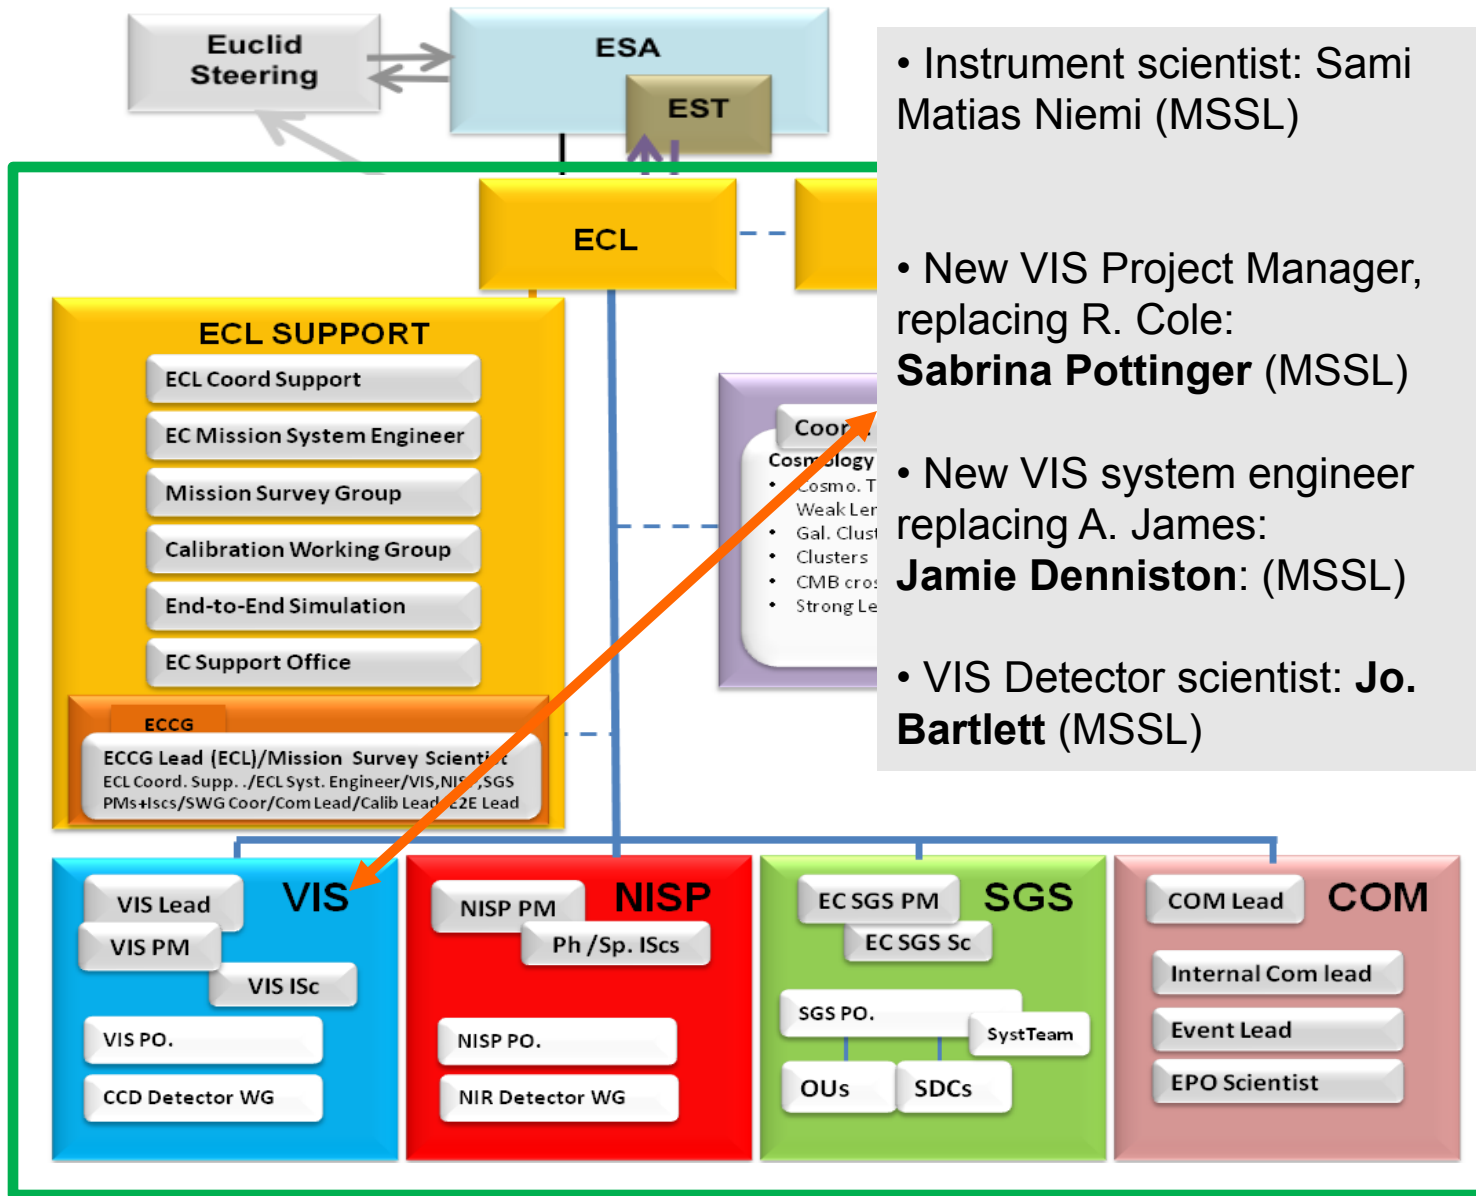 Euclid
Steering
ESA
EST
• Instrument scientist: Sami
Matias Niemi (MSSL)
• New VIS Project Manager,
replacing R. Cole:
Sabrina Pottinger (MSSL)
• New VIS system engineer
replacing A. James:
Jamie Denniston: (MSSL)
• VIS Detector scientist: Jo.
Bartlett (MSSL)
ECL
ECL SUPPORT
ECL Coord Support
EC Mission System Engineer
Mission Survey Group
Calibration Working Group
End-to-End Simulation
EC Support Office
ECCG
ECCG Lead (ECL)/Mission Survey Scientist
ECL Coord. Supp. ./ECL Syst. Engineer/VIS,NISP,SGS
PMs+Iscs/SWG Coor/Com Lead/Calib Lead/E2E Lead
Cosmology
• Cosmo.
Weak
• Gal.
• Clusters
• CMB
• Strong
VIS
VIS Lead
VIS PM
VIS ISc
VIS PO.
CCD Detector WG
NISP
NISP PM
Ph /Sp. IScs
NISP PO.
NIR Detector WG
SGS
EC SGS PM
EC SGS Sc
SGS PO.
SystTeam
OUs
SDCs
COM
COM Lead
Internal Com lead
Event Lead
EPO Scientist